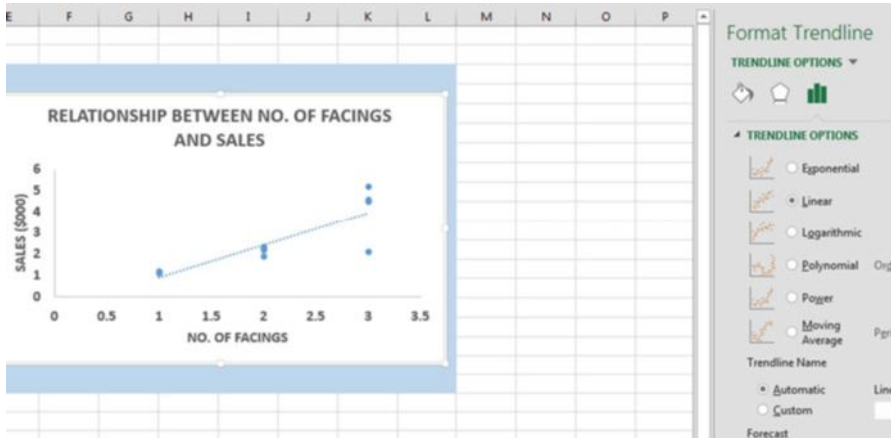 E F G H I J K L M N O P
Format Trendline
TRENDLINE OPTIONS
TRENDLINE OPTIONS
Exponential
Linear
Logarithmic
Polynomial
Power
Moving
Average
Trendline Name
Automatic
Custom
Forecast
RELATIONSHIP BETWEEN NO. OF FACINGS
AND SALES
SALES ($000)
6
5
4
3
2
1
0
0 0.5 1 1.5 2 2.5 3 3.5
NO. OF FACINGS